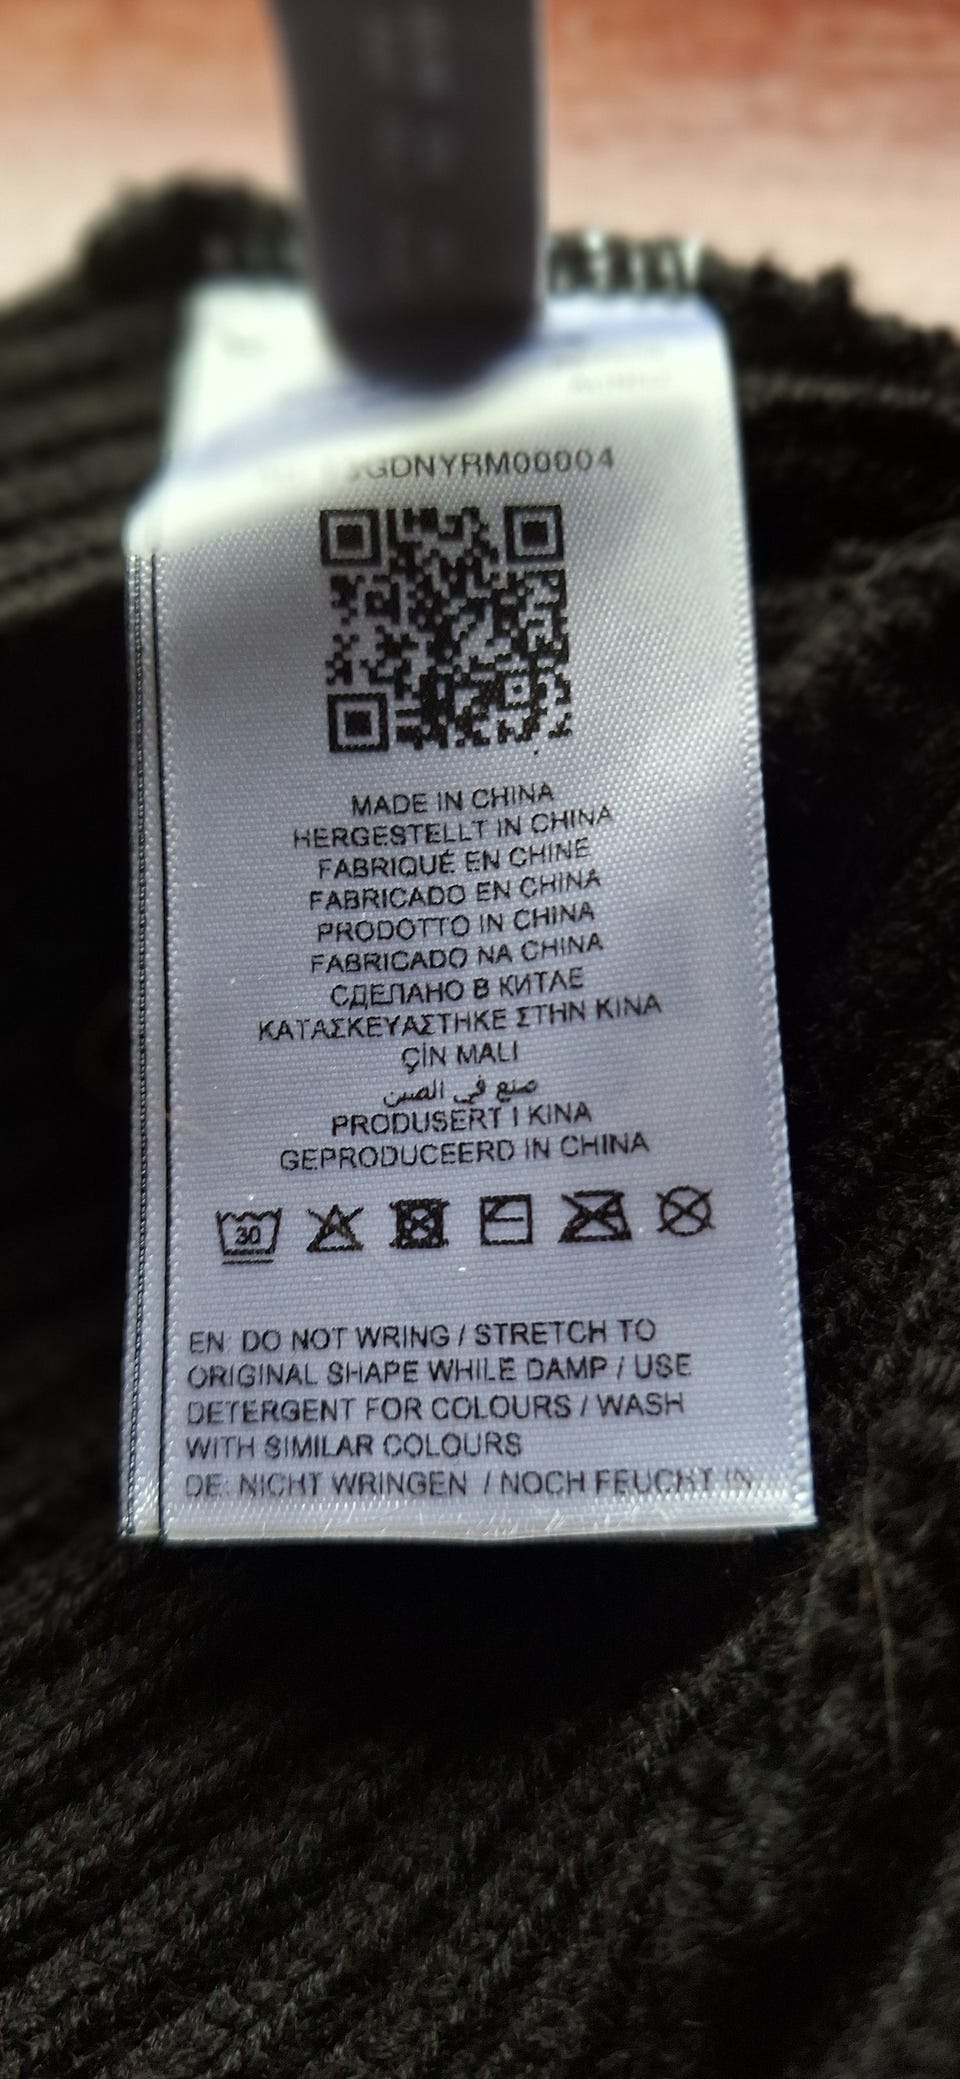 GDNYRM00004
MADE IN CHINA
HERGESTELLT IN CHINA
FABRIQUÉ EN CHINE
FABRICADO EN CHINA
PRODOTTO IN CHINA
FABRICADO NA CHINA
СДЕЛАНО В КИТАЕ
ΚΑΤΑΣΚΕΥΑΣΤΗΚΕ ΣΤΗΝ ΚΙΝΑ
ÇİN MALI
صنع في الصين
PRODUSERT I KINA
GEPRODUCEERD IN CHINA
30
EN: DO NOT WRING / STRETCH TO
ORIGINAL SHAPE WHILE DAMP / USE
DETERGENT FOR COLOURS / WASH
WITH SIMILAR COLOURS
DE: NICHT WRINGEN / NOCH FEUCHT IN